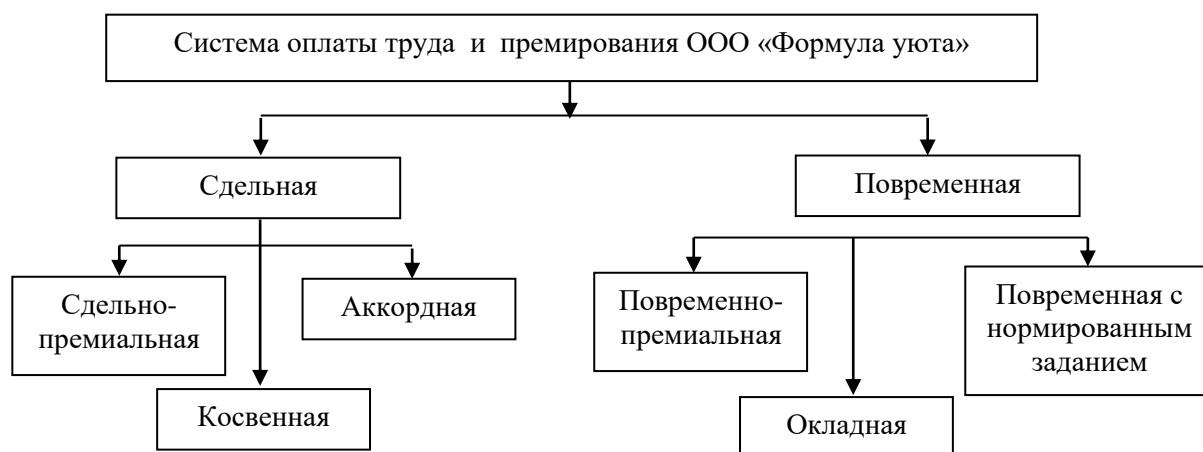 Система оплаты труда  и  премирования ООО «Формула уюта»
Сдельная
Повременная
Сдельно-
премиальная
Аккордная
Косвенная
Повременно-
премиальная
Повременная с
нормированным
заданием
Окладная